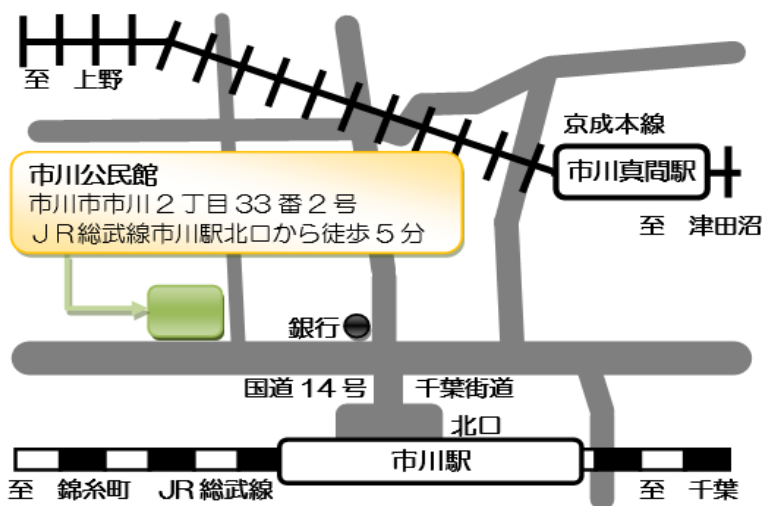 至　上野
京成本線
市川真間駅
至　津田沼
市川公民館
市川市市川２丁目33番２号
ＪＲ総武線市川駅北口から徒歩５分
銀行
国道14号　千葉街道
北口
市川駅
至　錦糸町　JR総武線　至　千葉